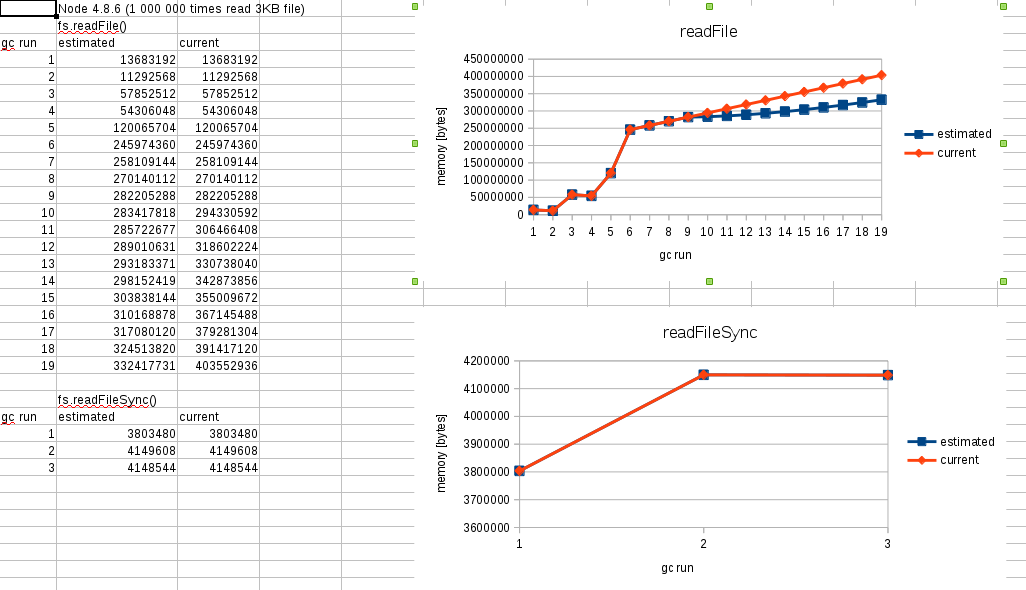 Node 4.8.6 (1 000 000 times read 3KB file)
fs.readFile()
gc run estimated current
1 13683192 13683192
2 11292568 11292568
3 57852512 57852512
4 54306048 54306048
5 120065704 120065704
6 245974360 245974360
7 258109144 258109144
8 270140112 270140112
9 282205288 282205288
10 283417818 294330592
11 285722677 306466408
12 289010631 318602224
13 293183371 330738040
14 298152419 342873856
15 303838144 355009672
16 310168878 367145488
17 317080120 379281304
18 324513820 391417120
19 332417731 403552936
fs.readFileSync()
gc run estimated current
1 3803480 3803480
2 4149608 4149608
3 4148544 4148544
readFile
memory [bytes]
450000000
400000000
350000000
300000000
250000000
200000000
150000000
100000000
50000000
0
1 2 3 4 5 6 7 8 9 10 11 12 13 14 15 16 17 18 19
gc run
estimated
current
readFileSync
memory [bytes]
4200000
4100000
4000000
3900000
3800000
3700000
3600000
1 2 3
gc run
estimated
current